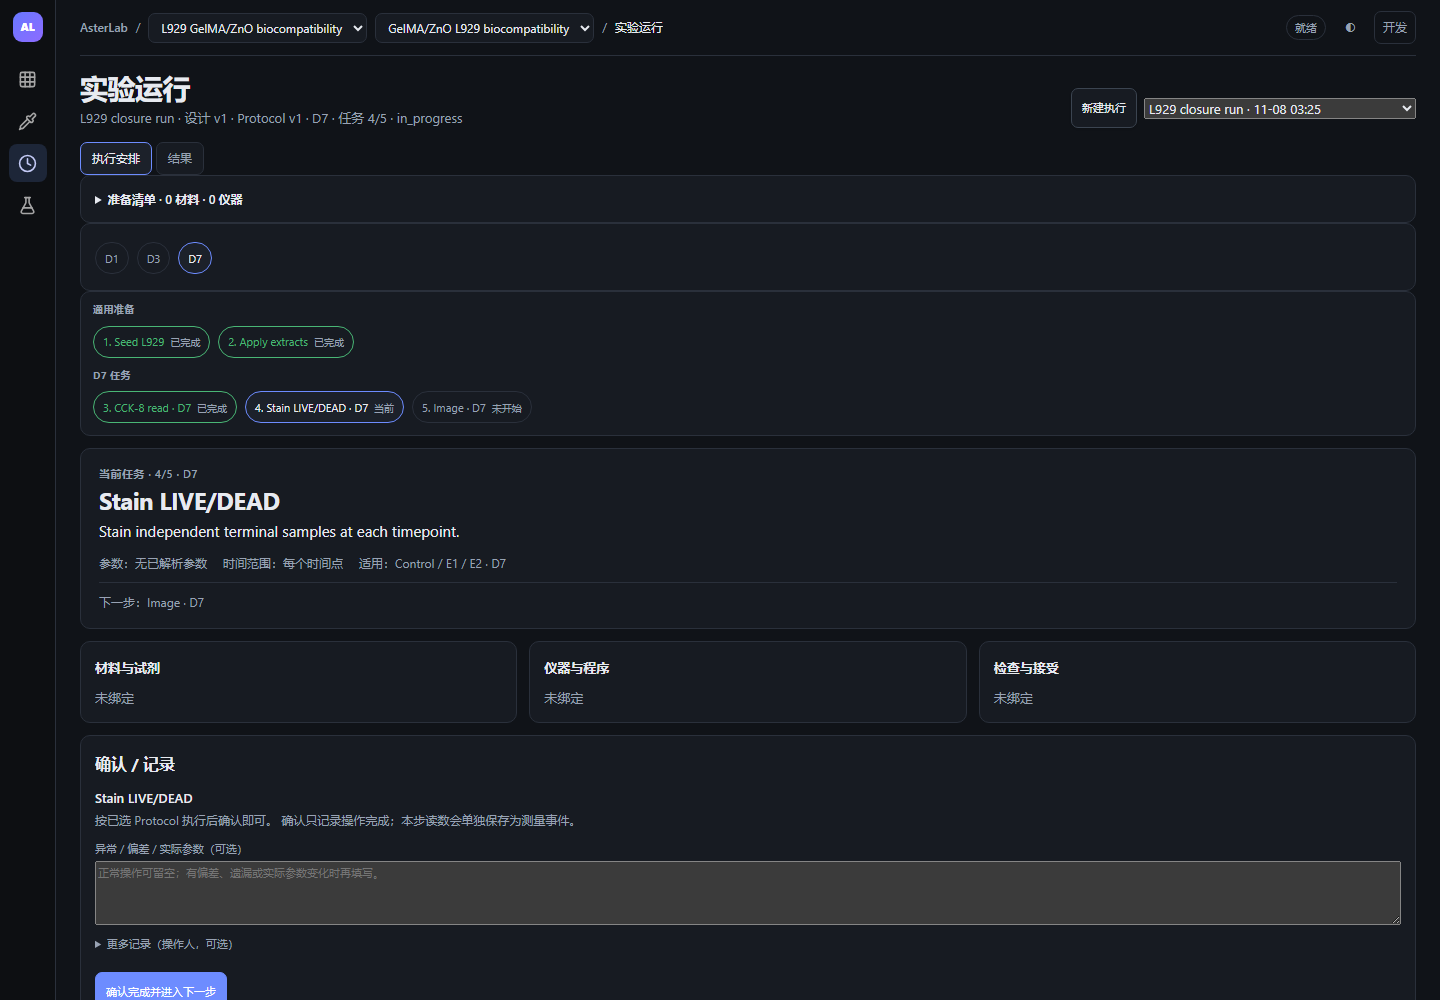 AL
AsterLab / L929 GelMA/ZnO biocompatibility GelMA/ZnO L929 biocompatibility / 实验运行
就绪 开发
实验运行
L929 closure run · 设计 v1 · Protocol v1 · D7 · 任务 4/5 · in_progress
新建执行 L929 closure run · 11-08 03:25
执行安排 结果
准备清单 · 0 材料 · 0 仪器
D1 D3 D7
通用准备
1. Seed L929 已完成 2. Apply extracts 已完成
D7 任务
3. CCK-8 read · D7 已完成 4. Stain LIVE/DEAD · D7 当前 5. Image · D7 未开始
当前任务 · 4/5 · D7
Stain LIVE/DEAD
Stain independent terminal samples at each timepoint.
参数：无已解析参数 时间范围：每个时间点 适用：Control / E1 / E2 · D7
下一步：Image · D7
材料与试剂 仪器与程序 检查与接受
未绑定 未绑定 未绑定
确认 / 记录
Stain LIVE/DEAD
按已选 Protocol 执行后确认即可。 确认只记录操作完成；本步读数会单独保存为测量事件。
异常 / 偏差 / 实际参数（可选）
正常操作可留空；有偏差、遗漏或实际参数变化时再填写。
更多记录（操作人，可选）
确认完成并进入下一步